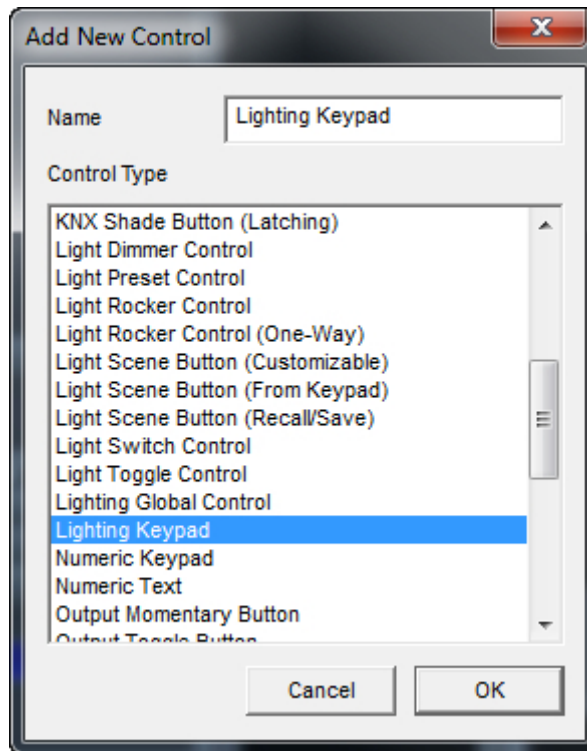 Add New Control
Name
Lighting Keypad
Control Type
KNX Shade Button (Latching)
Light Dimmer Control
Light Preset Control
Light Rocker Control
Light Rocker Control (One-Way)
Light Scene Button (Customizable)
Light Scene Button (From Keypad)
Light Scene Button (Recall/Save)
Light Switch Control
Light Toggle Control
Lighting Global Control
Lighting Keypad
Numeric Keypad
Numeric Text
Output Momentary Button
Output Toggle Button
Cancel
OK